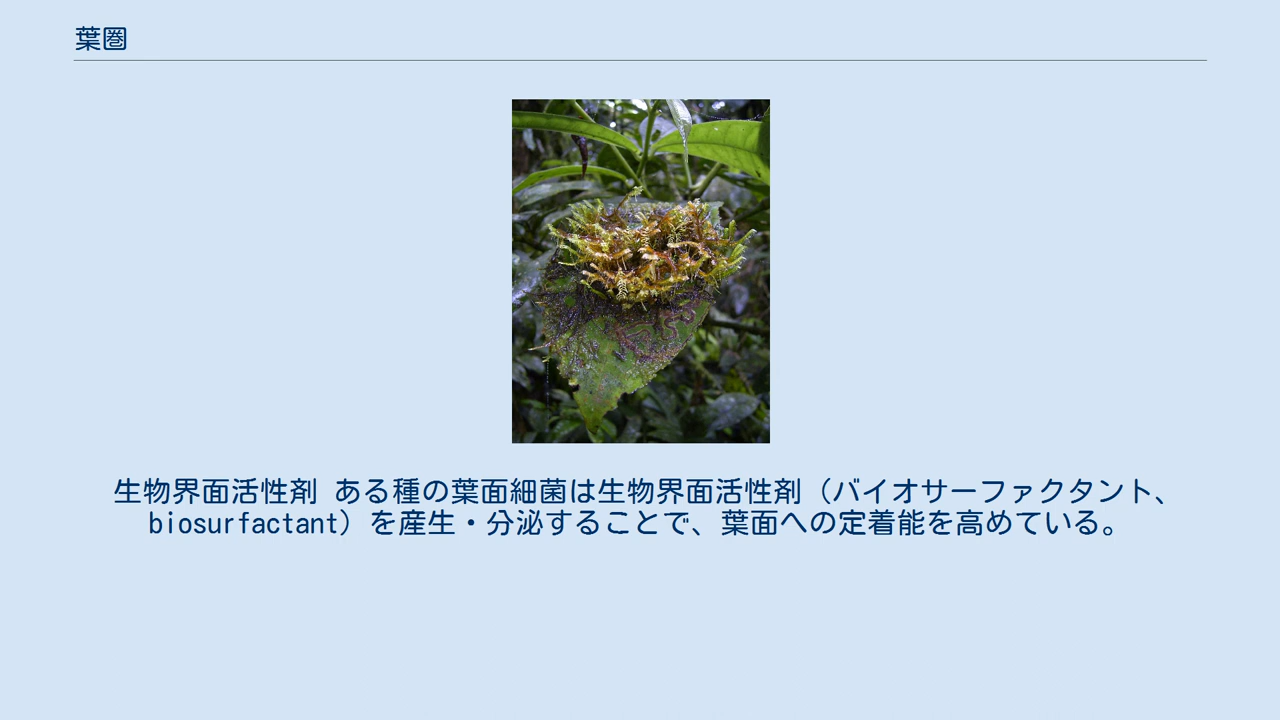 葉圏
生物界面活性剤 ある種の葉面細菌は生物界面活性剤（バイオサーファクタント、
biosurfactant）を産生・分泌することで、葉面への定着能を高めている。